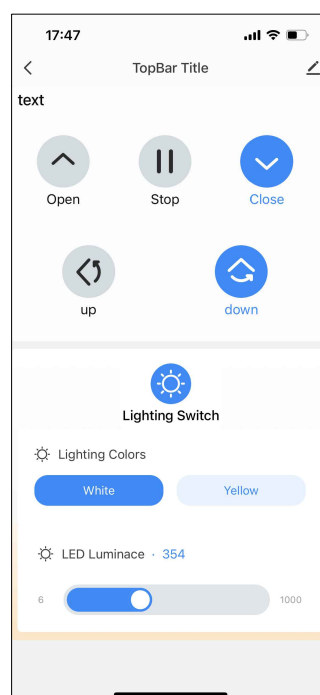 17:47
TopBar Title
text
Open Stop Close
up down
Lighting Switch
Lighting Colors
White Yellow
LED Luminace · 354
6 1000